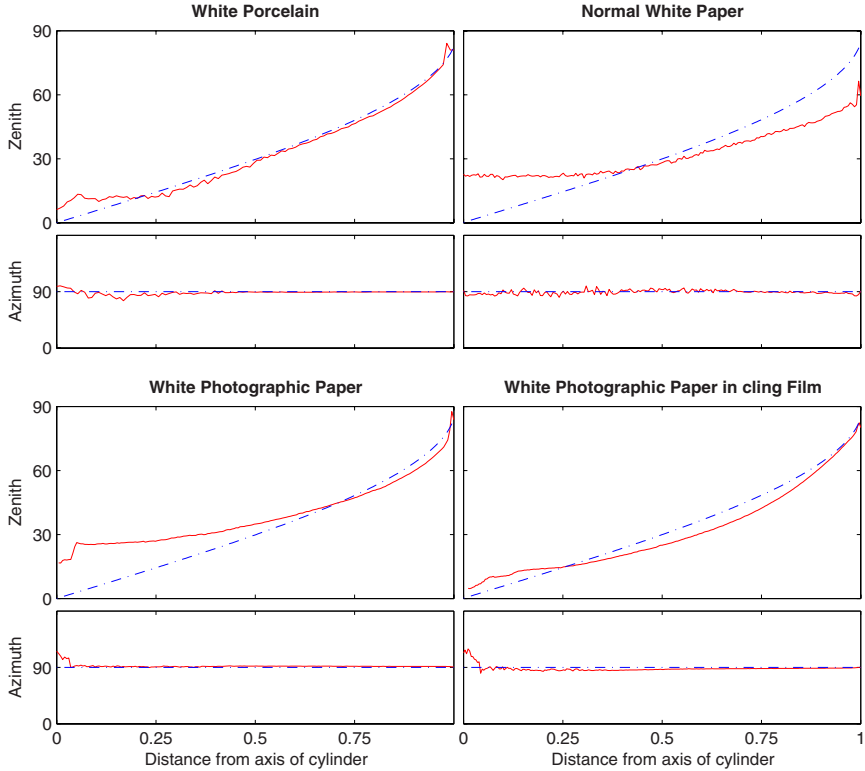 White Porcelain
Normal White Paper
90
60
30
0
Zenith
90
0
Azimuth
White Photographic Paper
White Photographic Paper in cling Film
90
60
30
0
Zenith
90
0
Azimuth
0 0.25 0.5 0.75 0 0.25 0.5 0.75 1
Distance from axis of cylinder
Distance from axis of cylinder